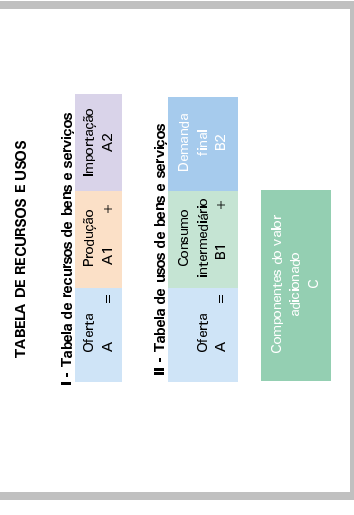 TABELA DE RECURSOS E USOS
I - Tabela de recursos de bens e serviços
Oferta
A =
Produção
A1 +
Importação
A2
II - Tabela de usos de bens e serviços
Oferta
A =
Consumo
intermediário
B1 +
Demanda
final
B2
Componentes do valor
adicionado
C